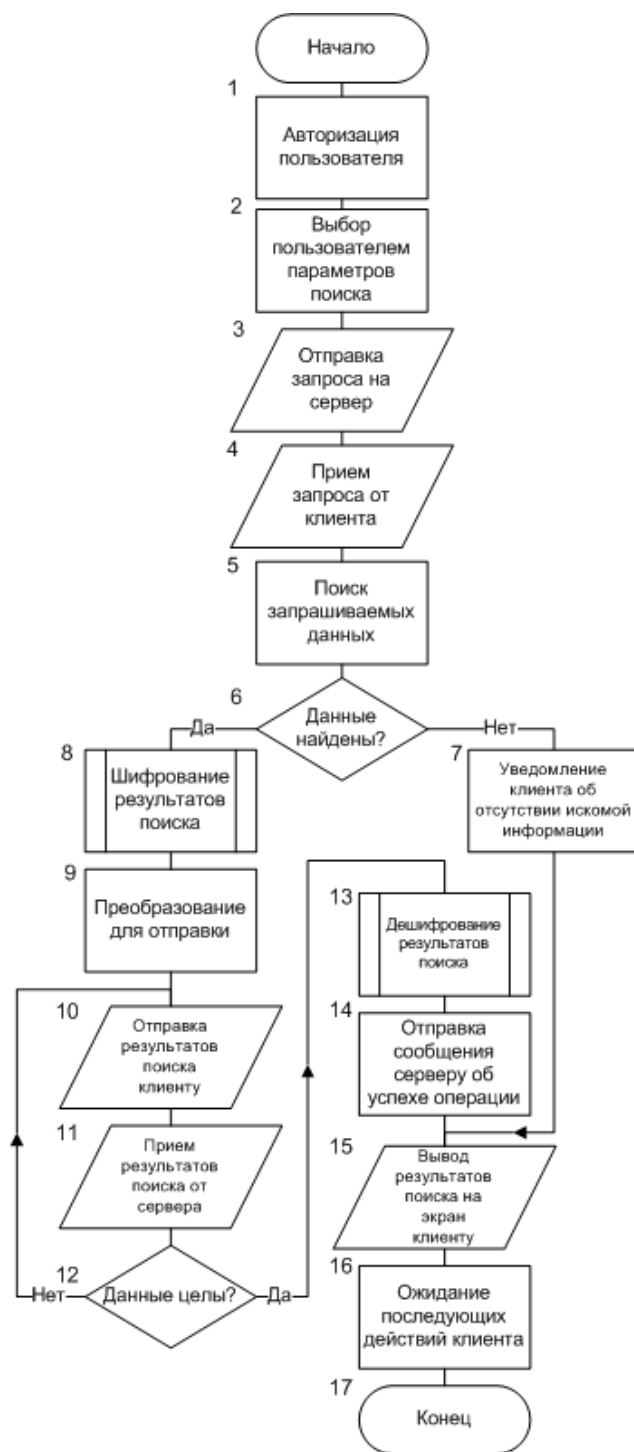 Начало
1
Авторизация
пользователя
2
Выбор
пользователем
параметров
поиска
3
Отправка
запроса на
сервер
4
Прием
запроса от
клиента
5
Поиск
запрашиваемых
данных
6
Данные
найдены?
Да
Нет
8
Шифрование
результатов
поиска
7
Уведомление
клиента об
отсутствии искомой
информации
9
Преобразование
для отправки
10
Отправка
результатов
поиска
клиенту
11
Прием
результатов
поиска от
сервера
12
Данные целы?
Нет
Да
13
Дешифрование
результатов
поиска
14
Отправка
сообщения
серверу об
успехе операции
15
Вывод
результатов
поиска на
экран
клиенту
16
Ожидание
последующих
действий клиента
17
Конец